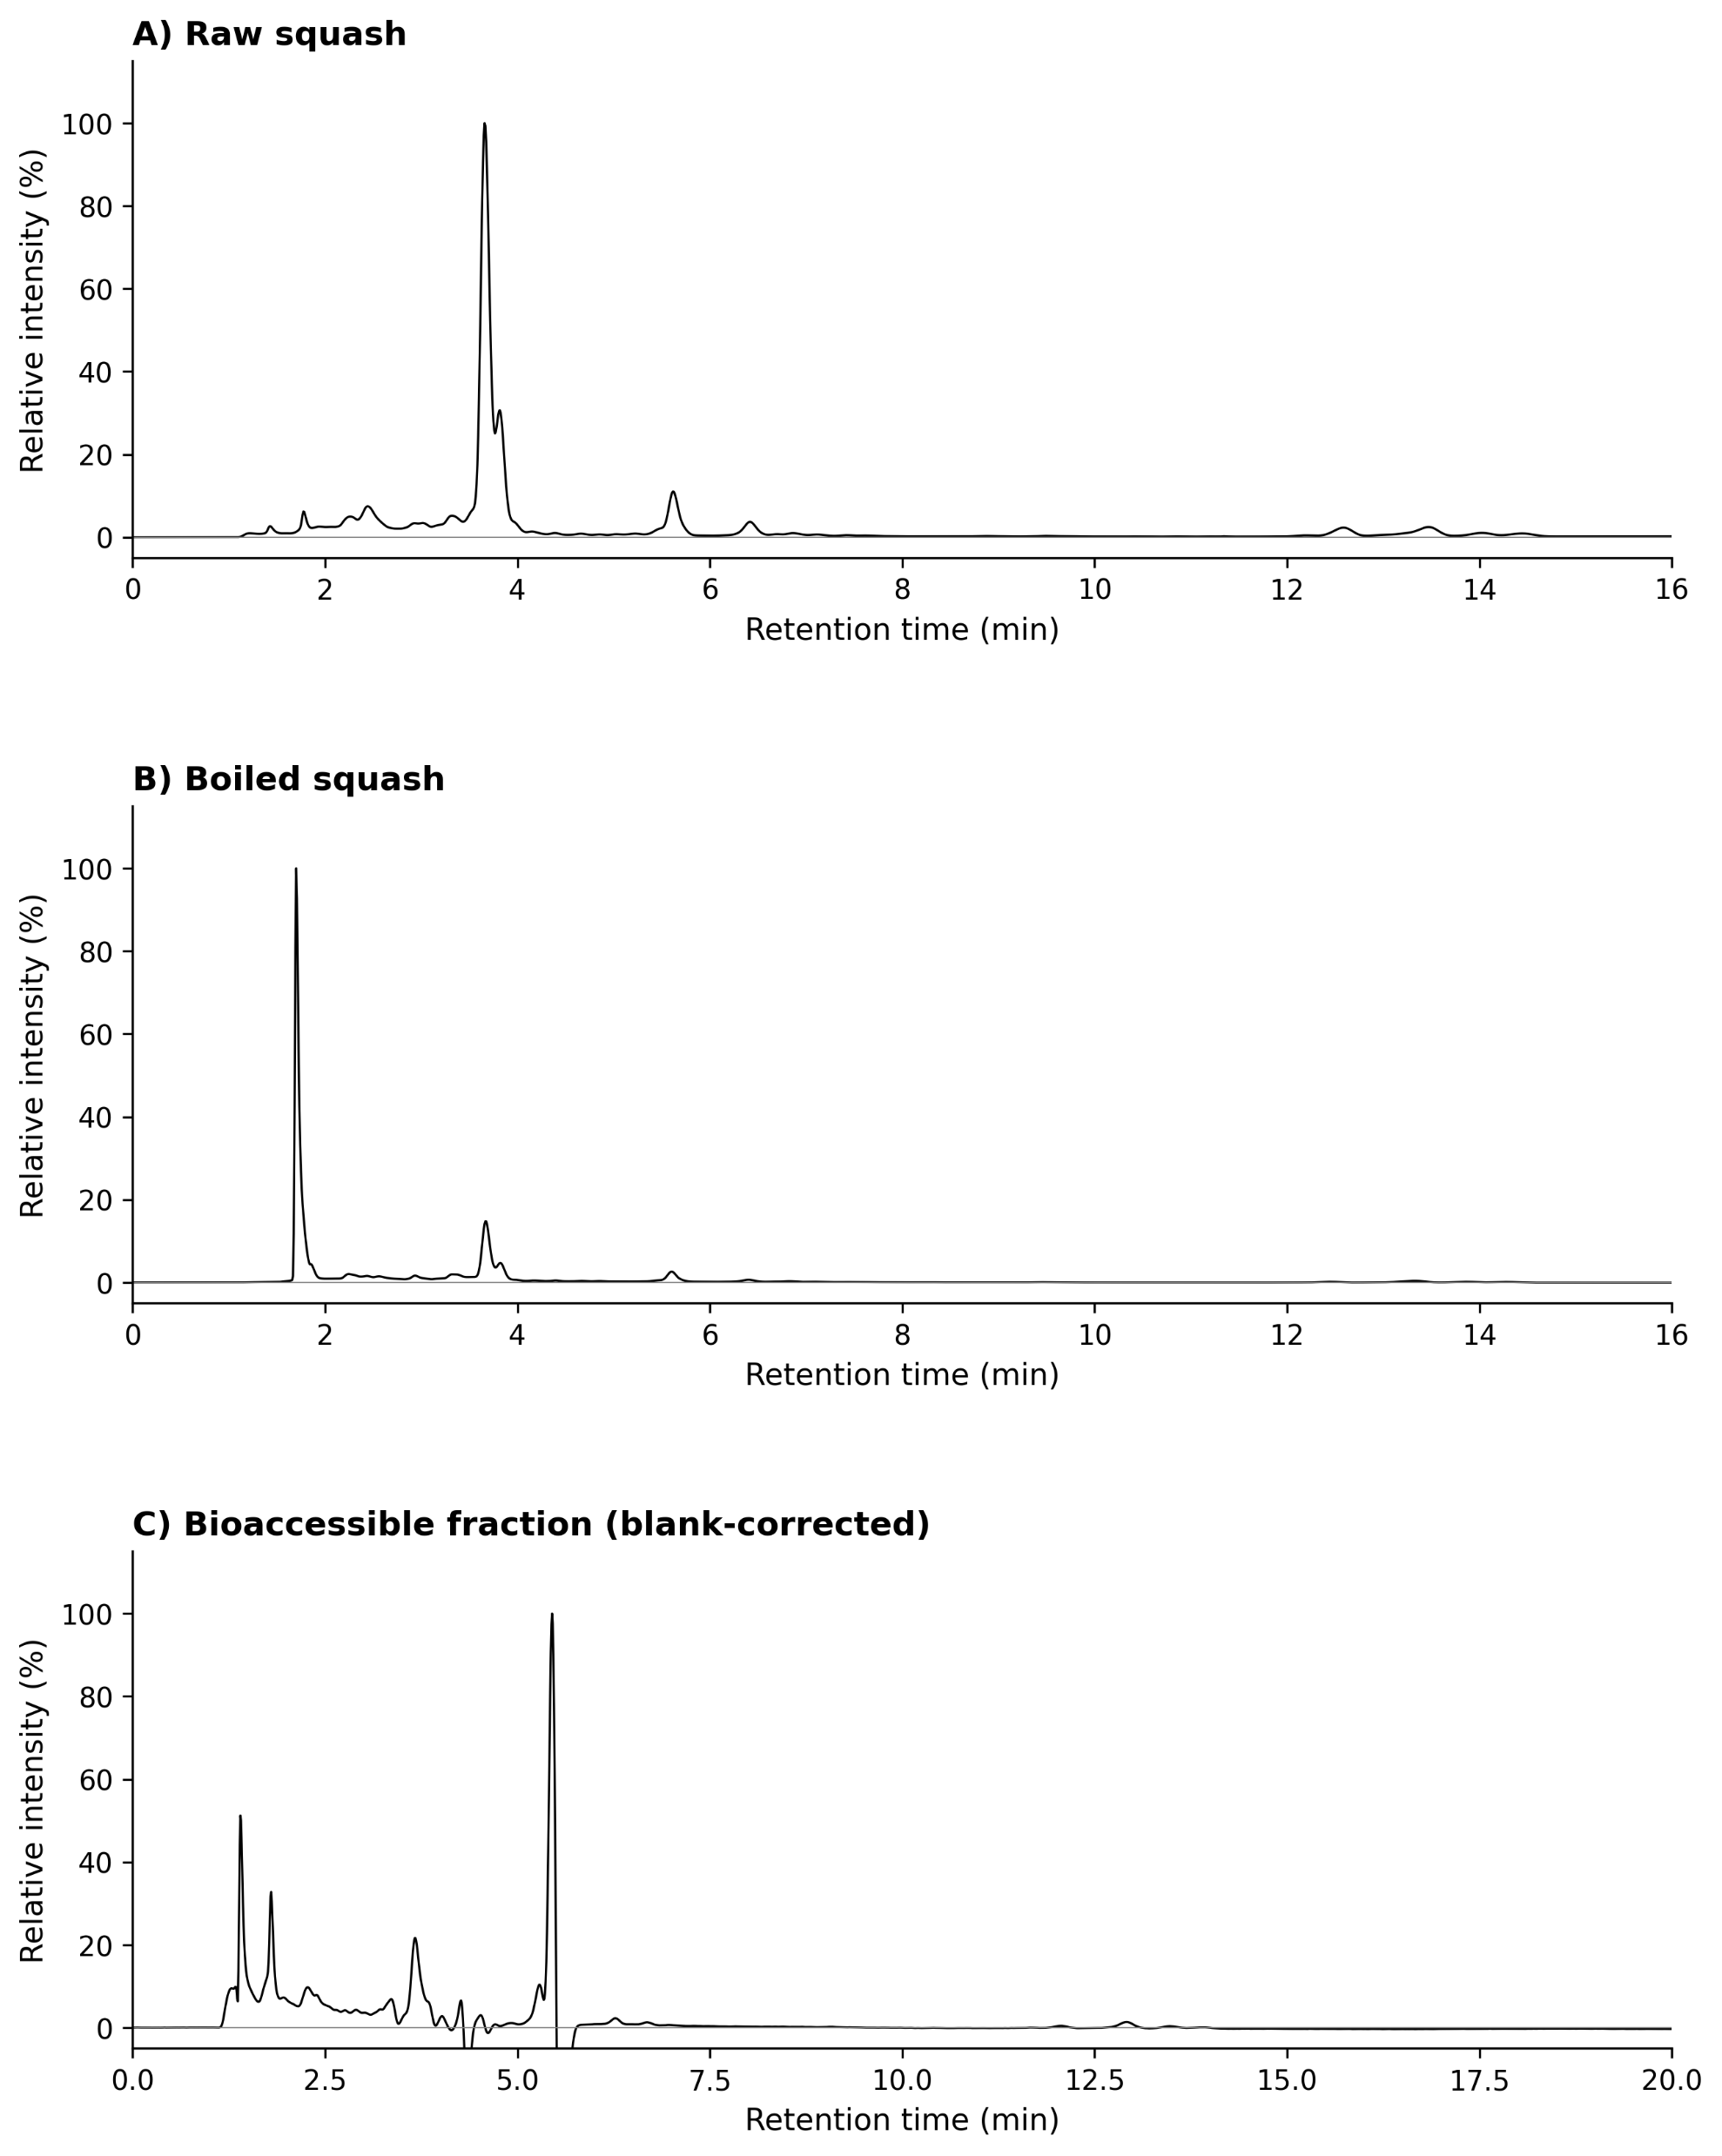 A) Raw squash
Relative intensity (%)
100
80
60
40
20
0
0 2 4 6 8 10 12 14 16
Retention time (min)
B) Boiled squash
Relative intensity (%)
100
80
60
40
20
0
0 2 4 6 8 10 12 14 16
Retention time (min)
C) Bioaccessible fraction (blank-corrected)
Relative intensity (%)
100
80
60
40
20
0
0.0 2.5 5.0 7.5 10.0 12.5 15.0 17.5 20.0
Retention time (min)